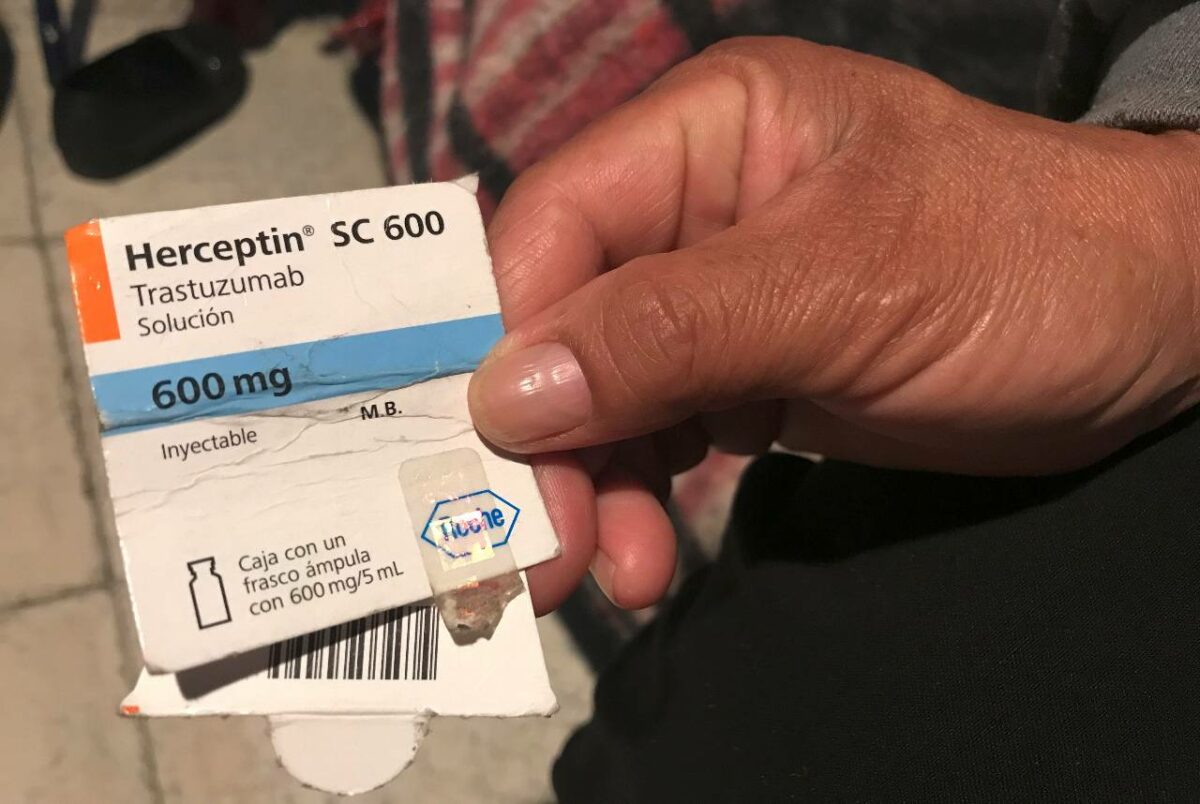 Herceptin® SC 600
Trastuzumab
Solución
600 mg
M.B.
Inyectable
Roche
Caja con un
frasco ámpula
con 600 mg/5 mL